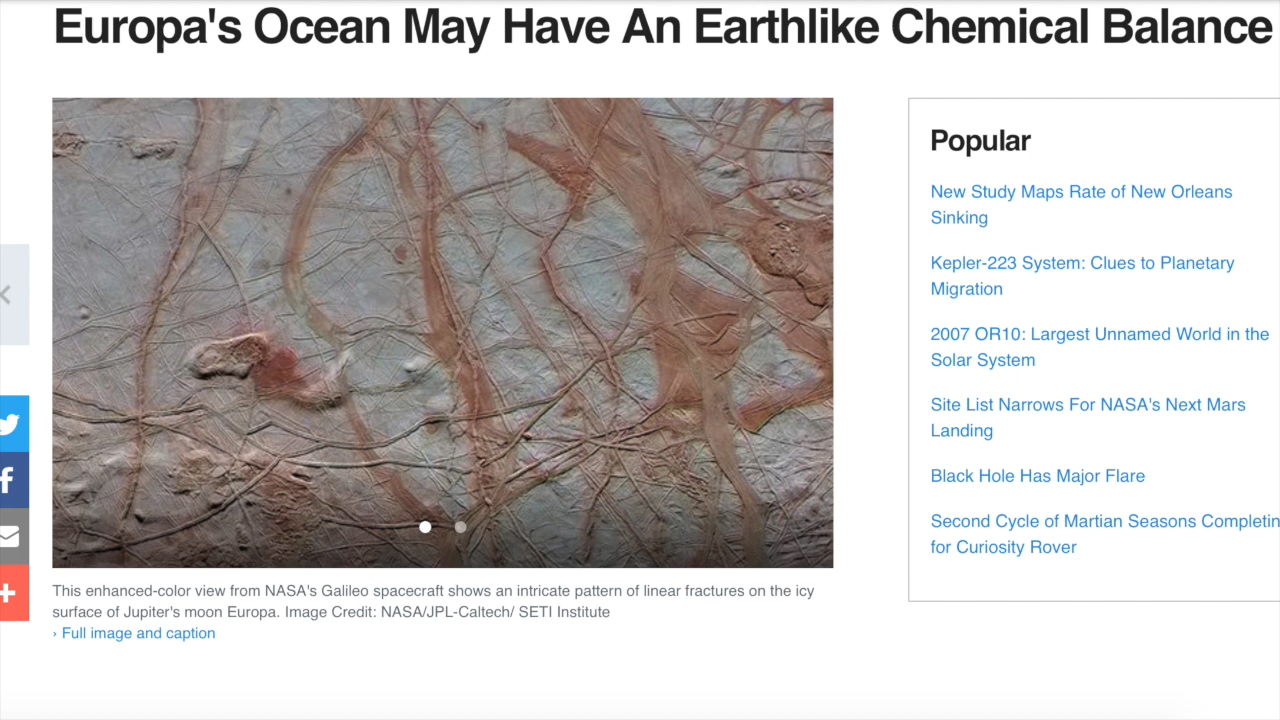 Europa's Ocean May Have An Earthlike Chemical Balance
Popular
New Study Maps Rate of New Orleans
Sinking
Kepler-223 System: Clues to Planetary
Migration
2007 OR10: Largest Unnamed World in the
Solar System
Site List Narrows For NASA's Next Mars
Landing
Black Hole Has Major Flare
Second Cycle of Martian Seasons Completin
for Curiosity Rover
This enhanced-color view from NASA's Galileo spacecraft shows an intricate pattern of linear fractures on the icy
surface of Jupiter's moon Europa. Image Credit: NASA/JPL-Caltech/ SETI Institute
› Full image and caption